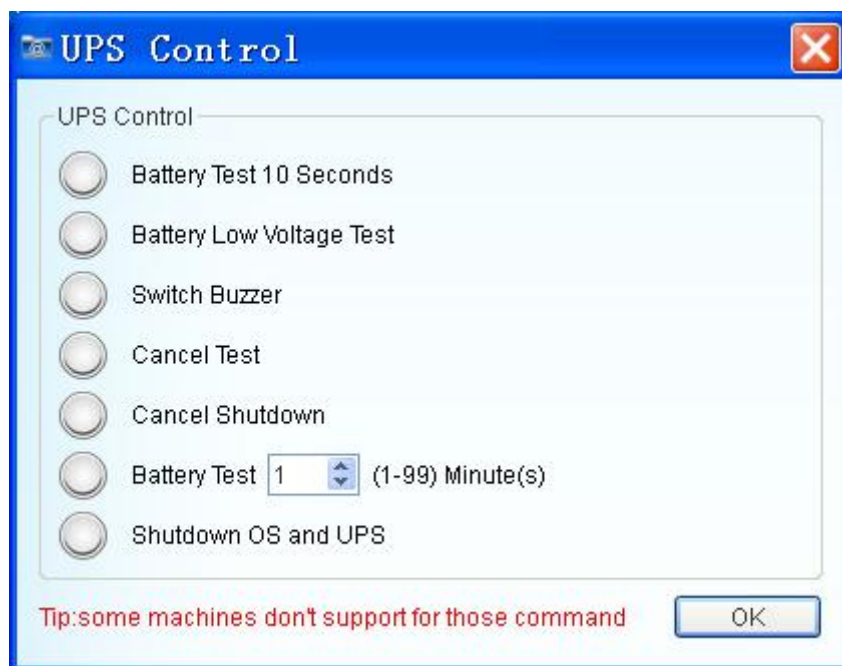 UPS Control
UPS Control
Battery Test 10 Seconds
Battery Low Voltage Test
Switch Buzzer
Cancel Test
Cancel Shutdown
Battery Test 1 (1-99) Minute(s)
Shutdown OS and UPS
Tip:some machines don't support for those command OK